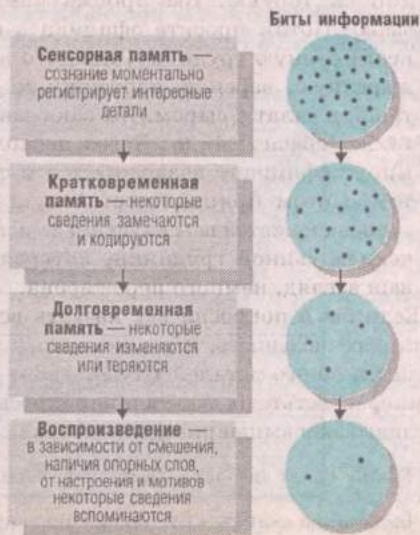 Биты информации
Сенсорная память —
сознание моментально
регистрирует интересные
детали
Кратковременная
память — некоторые
сведения замечаются
и кодируются
Долговременная
память — некоторые
сведения изменяются
или теряются
Воспроизведение —
в зависимости от смешения,
наличия опорных слов,
от настроения и мотивов
некоторые сведения
вспоминаются